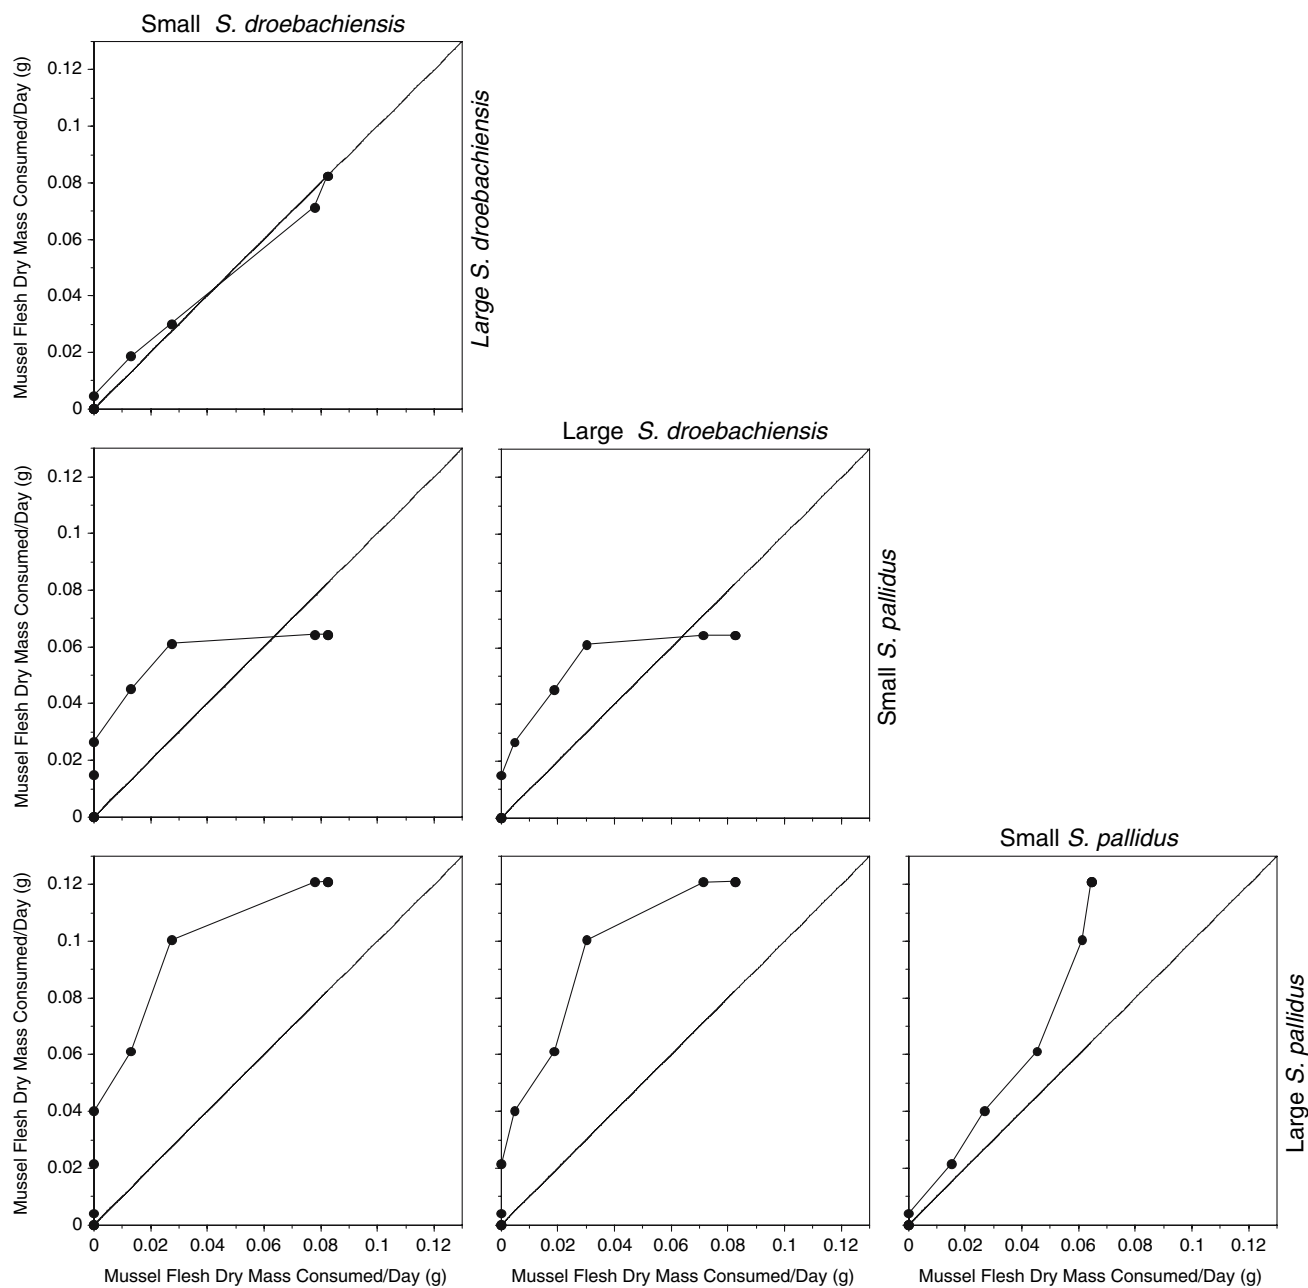 Small S. droebachiensis
Mussel Flesh Dry Mass Consumed/Day (g)
0.12
0.1
0.08
0.06
0.04
0.02
0
Large S. droebachiensis
Large S. droebachiensis
Mussel Flesh Dry Mass Consumed/Day (g)
0.12
0.1
0.08
0.06
0.04
0.02
0
Small S. pallidus
Small S. pallidus
Mussel Flesh Dry Mass Consumed/Day (g)
0.12
0.1
0.08
0.06
0.04
0.02
0
Large S. pallidus
0 0.02 0.04 0.06 0.08 0.1 0.12
0 0.02 0.04 0.06 0.08 0.1 0.12
0 0.02 0.04 0.06 0.08 0.1 0.12
Mussel Flesh Dry Mass Consumed/Day (g)
Mussel Flesh Dry Mass Consumed/Day (g)
Mussel Flesh Dry Mass Consumed/Day (g)